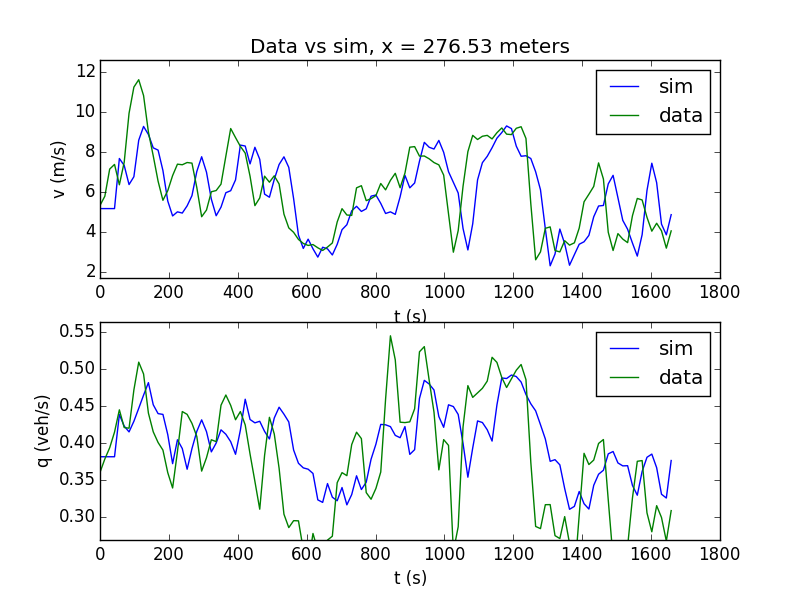 Data vs sim, x = 276.53 meters
12
10
8
6
4
2
v (m/s)
sim
data
0 200 400 600 800 1000 1200 1400 1600 1800
t (s)
0.55
0.50
0.45
0.40
0.35
0.30
q (veh/s)
sim
data
0 200 400 600 800 1000 1200 1400 1600 1800
t (s)